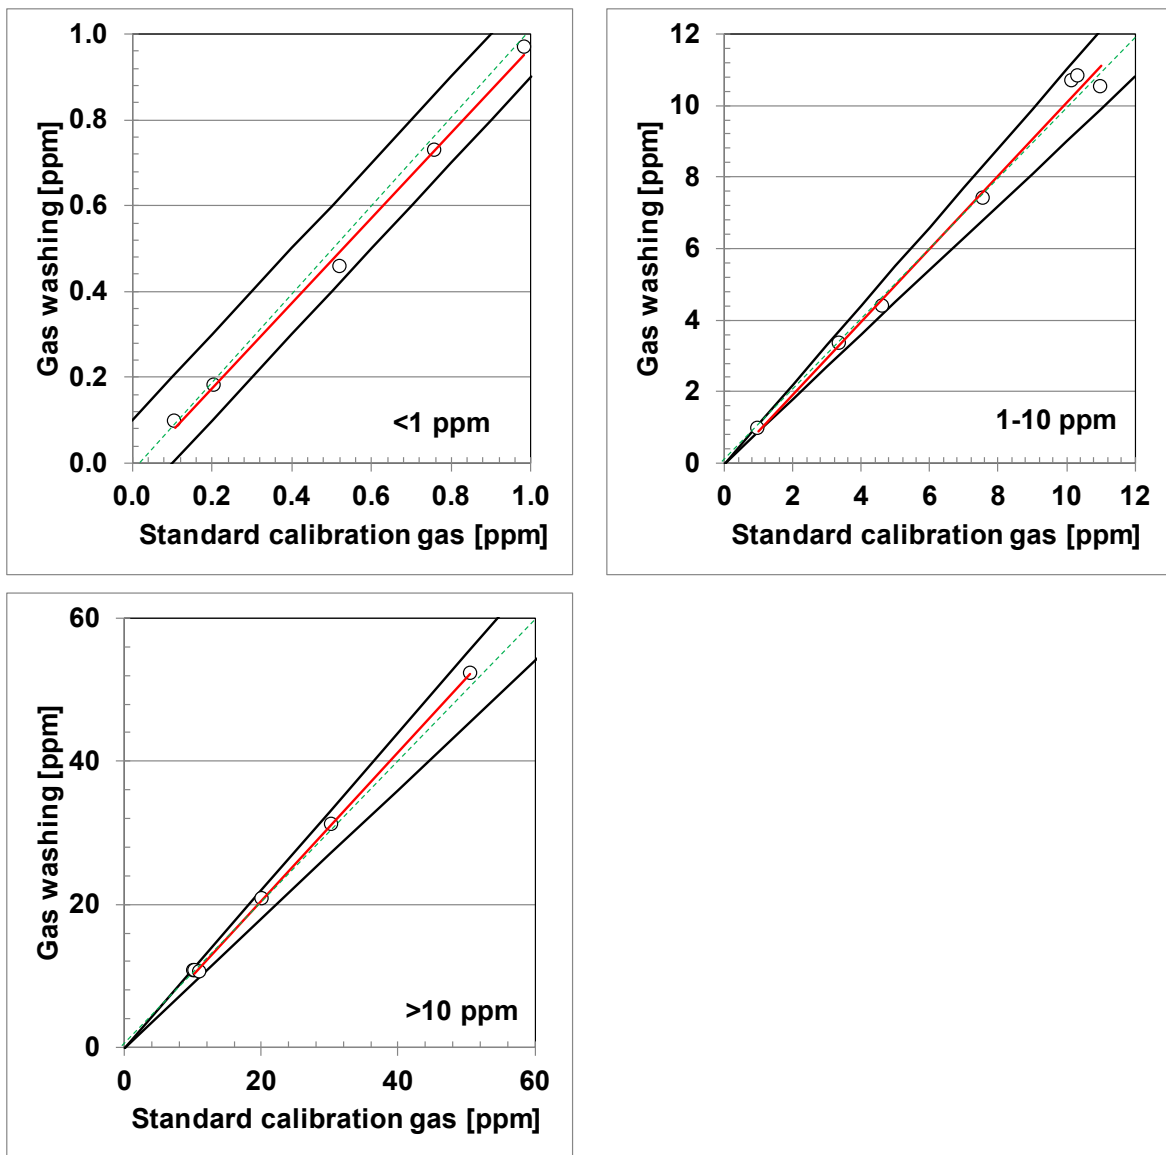 1.0
0.8
0.6
0.4
0.2
0.0
Gas washing [ppm]
<1 ppm
0.0 0.2 0.4 0.6 0.8 1.0
Standard calibration gas [ppm]
12
10
8
6
4
2
0
Gas washing [ppm]
1-10 ppm
0 2 4 6 8 10 12
Standard calibration gas [ppm]
60
40
20
0
Gas washing [ppm]
>10 ppm
0 20 40 60
Standard calibration gas [ppm]